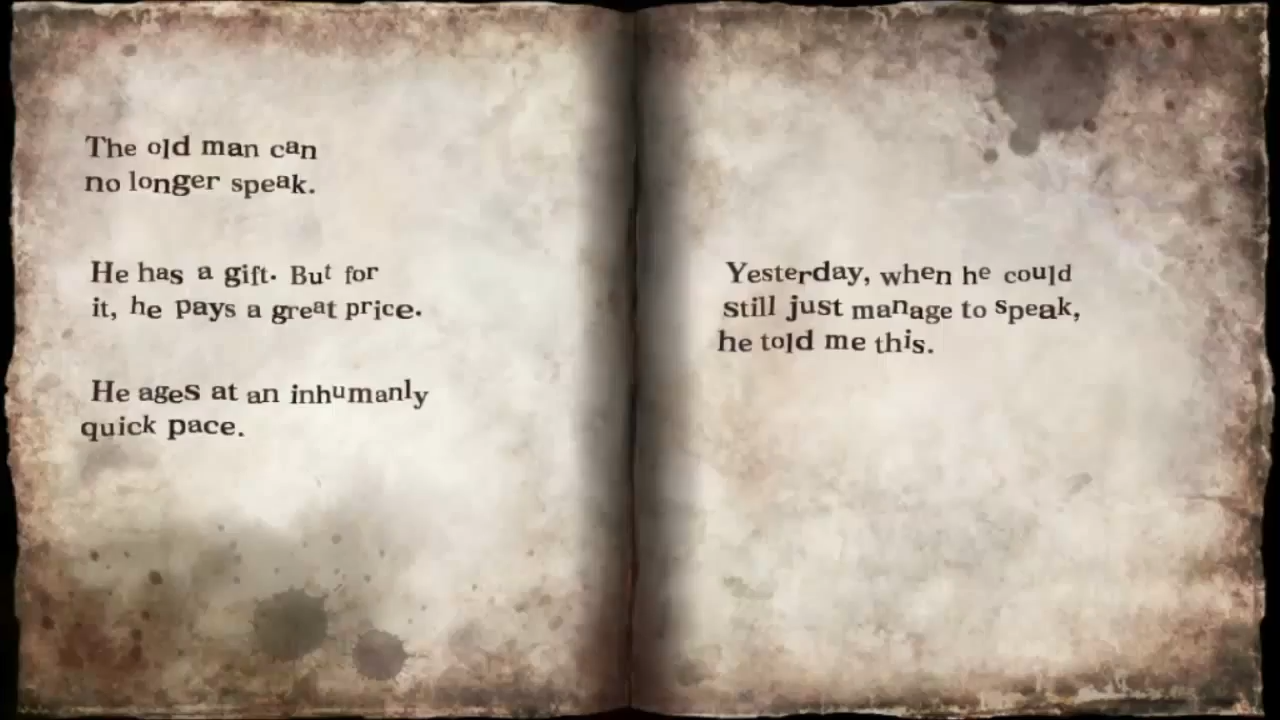 The old man can
no longer speak.
He has a gift. But for
it, he pays a great price.
He ages at an inhumanly
quick pace.
Yesterday, when he could
still just manage to speak,
he told me this.